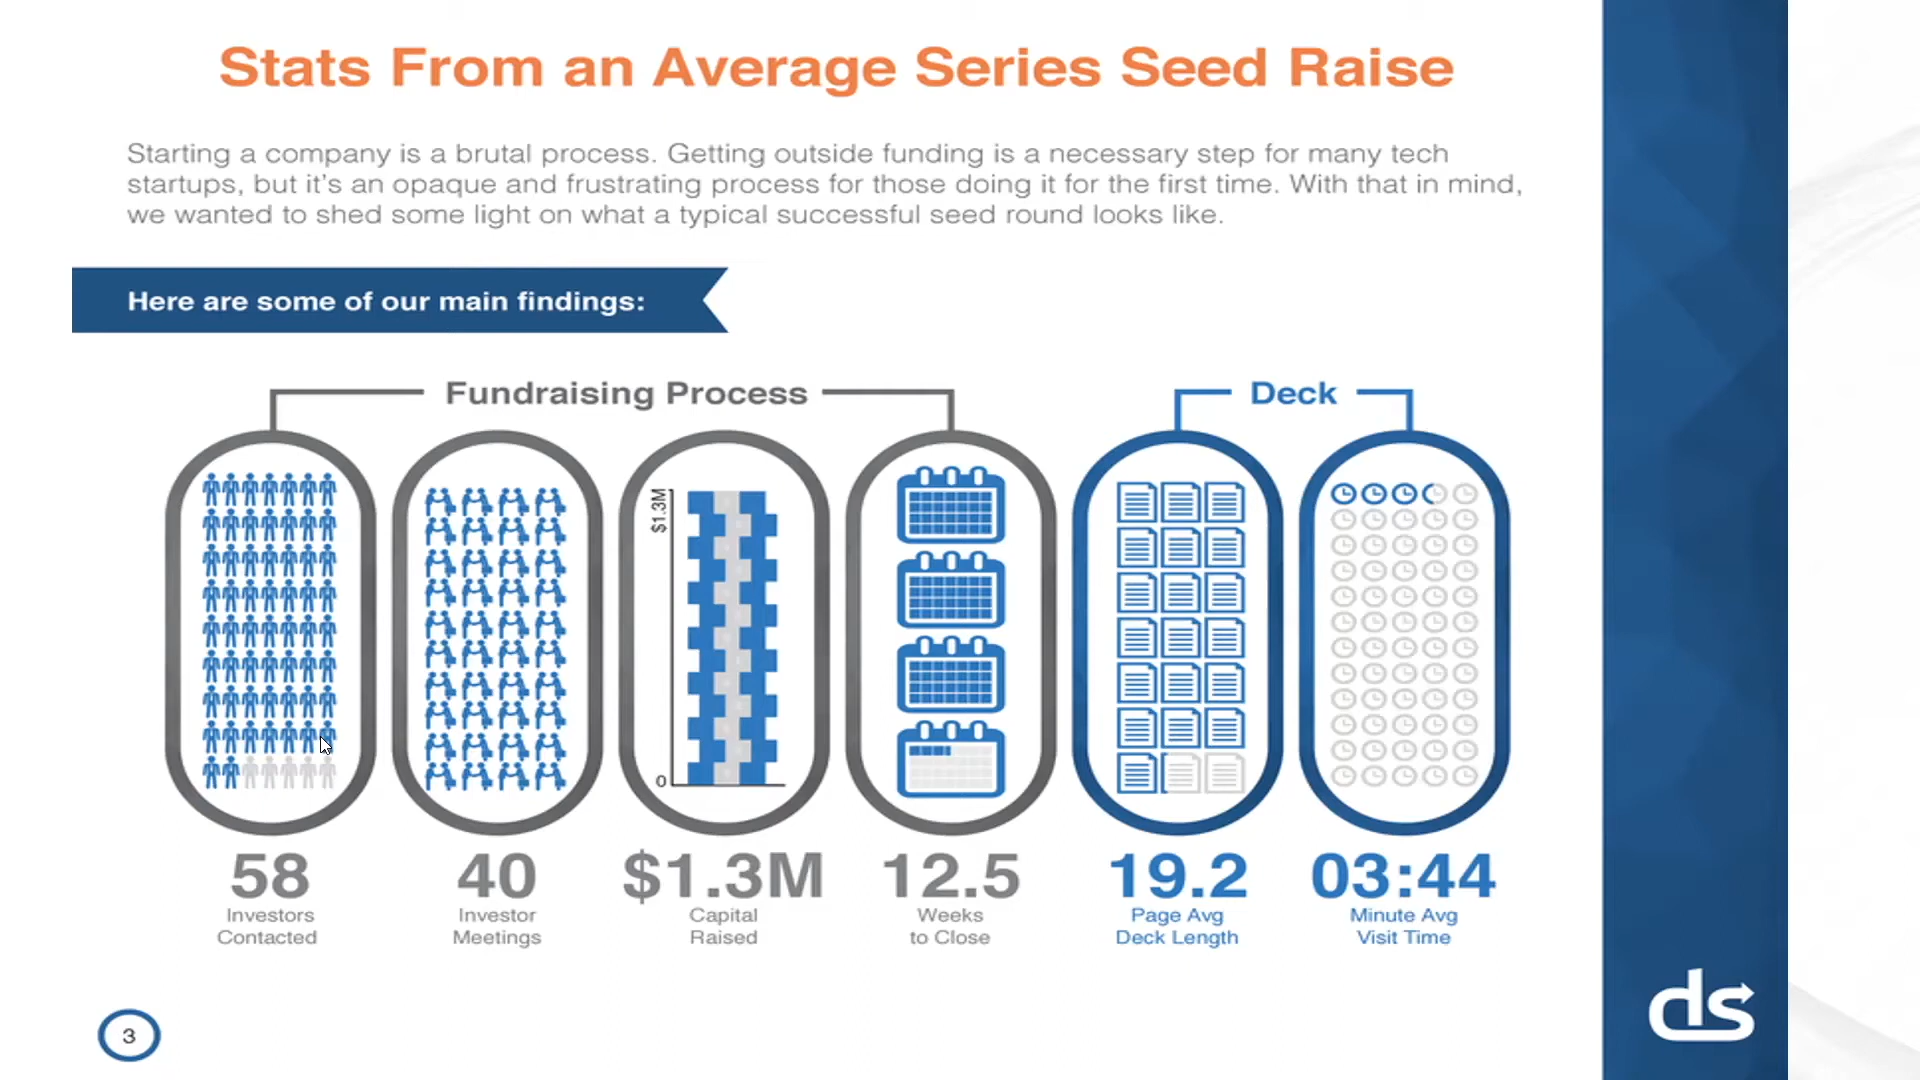 Stats From an Average Series Seed Raise
Starting a company is a brutal process. Getting outside funding is a necessary step for many tech
startups, but it's an opaque and frustrating process for those doing it for the first time. With that in mind,
we wanted to shed some light on what a typical successful seed round looks like.
Here are some of our main findings:
Fundraising Process
Deck
$1.3M
0
58
Investors
Contacted
40
Investor
Meetings
$1.3M
Capital
Raised
12.5
Weeks
to Close
19.2
Page Avg
Deck Length
03:44
Minute Avg
Visit Time
3
ds